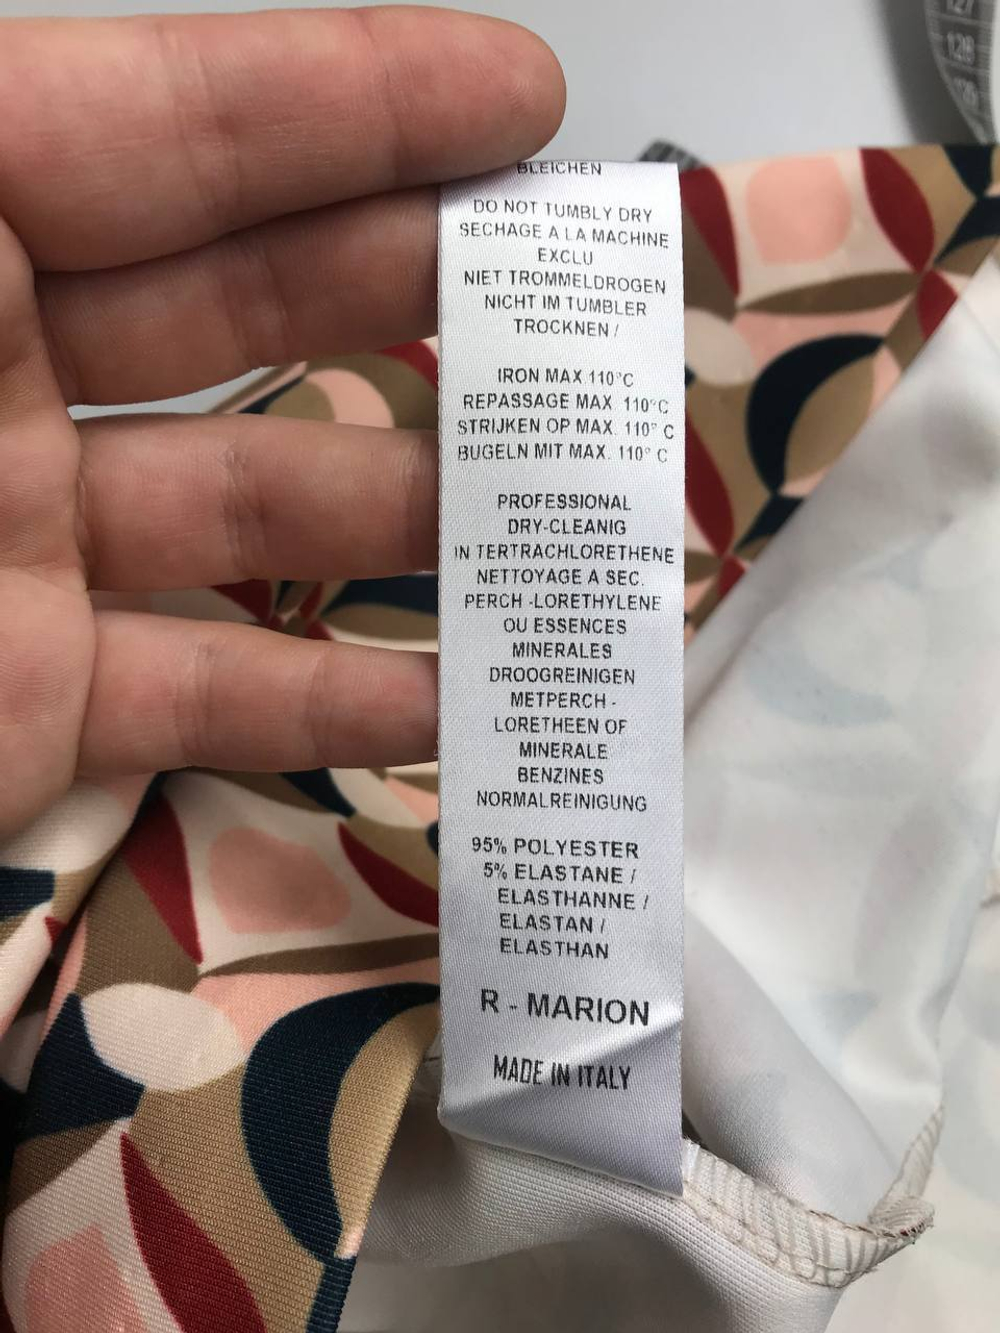 127
128
BLEICHEN
DO NOT TUMBLY DRY
SECHAGE A LA MACHINE
EXCLU
NIET TROMMELDROGEN
NICHT IM TUMBLER
TROCKNEN /
IRON MAX 110°C
REPASSAGE MAX. 110°C
STRIJKEN OP MAX. 110° C
BUGELN MIT MAX. 110° C
PROFESSIONAL
DRY-CLEANIG
IN TERTRACHLORETHENE
NETTOYAGE A SEC.
PERCH -LORETHYLENE
OU ESSENCES
MINERALES
DROOGREINIGEN
METPERCH -
LORETHEEN OF
MINERALE
BENZINES
NORMALREINIGUNG
95% POLYESTER
5% ELASTANE /
ELASTHANNE /
ELASTAN /
ELASTHAN
R - MARION
MADE IN ITALY